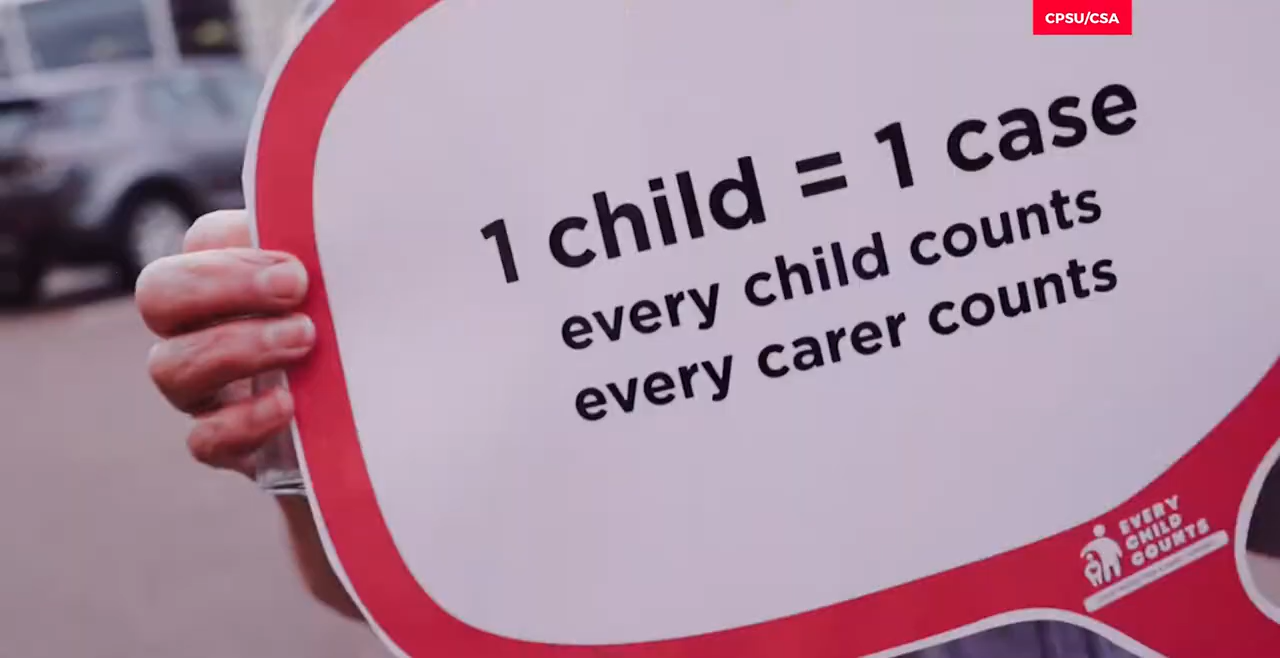 CPSU/CSA
1 child = 1 case
every child counts
every carer counts
EVERY
CHILD
COUNTS